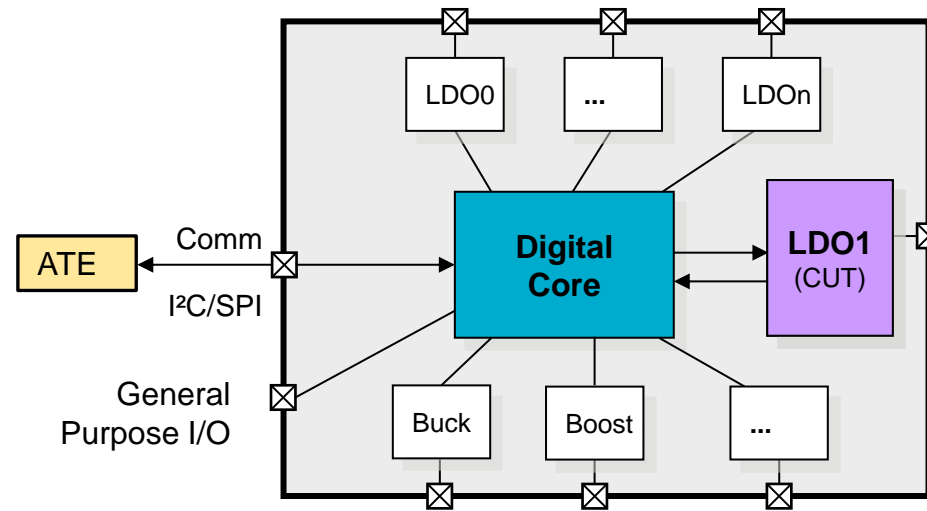 LDO0
...
LDOn
ATE
Comm
I²C/SPI
Digital
Core
LDO1
(CUT)
General
Purpose I/O
Buck
Boost
...